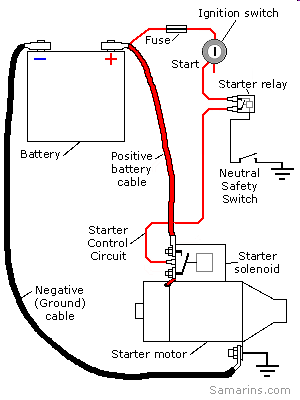 Ignition switch
Fuse
Start
Starter relay
–
+
Battery
Positive
battery
cable
Neutral
Safety
Switch
Starter
Control
Circuit
Starter
solenoid
Negative
(Ground)
cable
Starter motor
Samarins.com